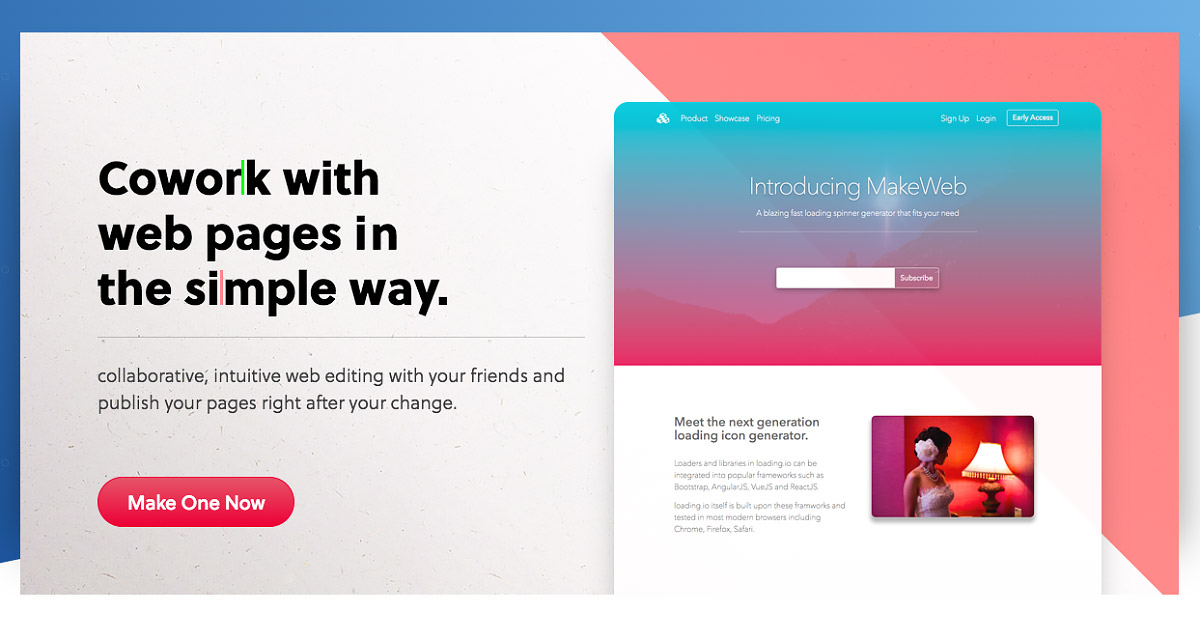 Cowork with
web pages in
the simple way.
collaborative, intuitive web editing with your friends and
publish your pages right after your change.
Make One Now
Product Showcase Pricing Sign Up Login Early Access
Introducing MakeWeb
A blazing fast loading spinner generator that fits your need
Subscribe
Meet the next generation
loading icon generator.
Loaders and libraries in loading.io can be
integrated into popular frameworks such as
Bootstrap, AngularJS, VueJS and ReactJS.
loading.io itself is built upon these framworks and
tested in most modern browsers including
Chrome, Firefox, Safari.